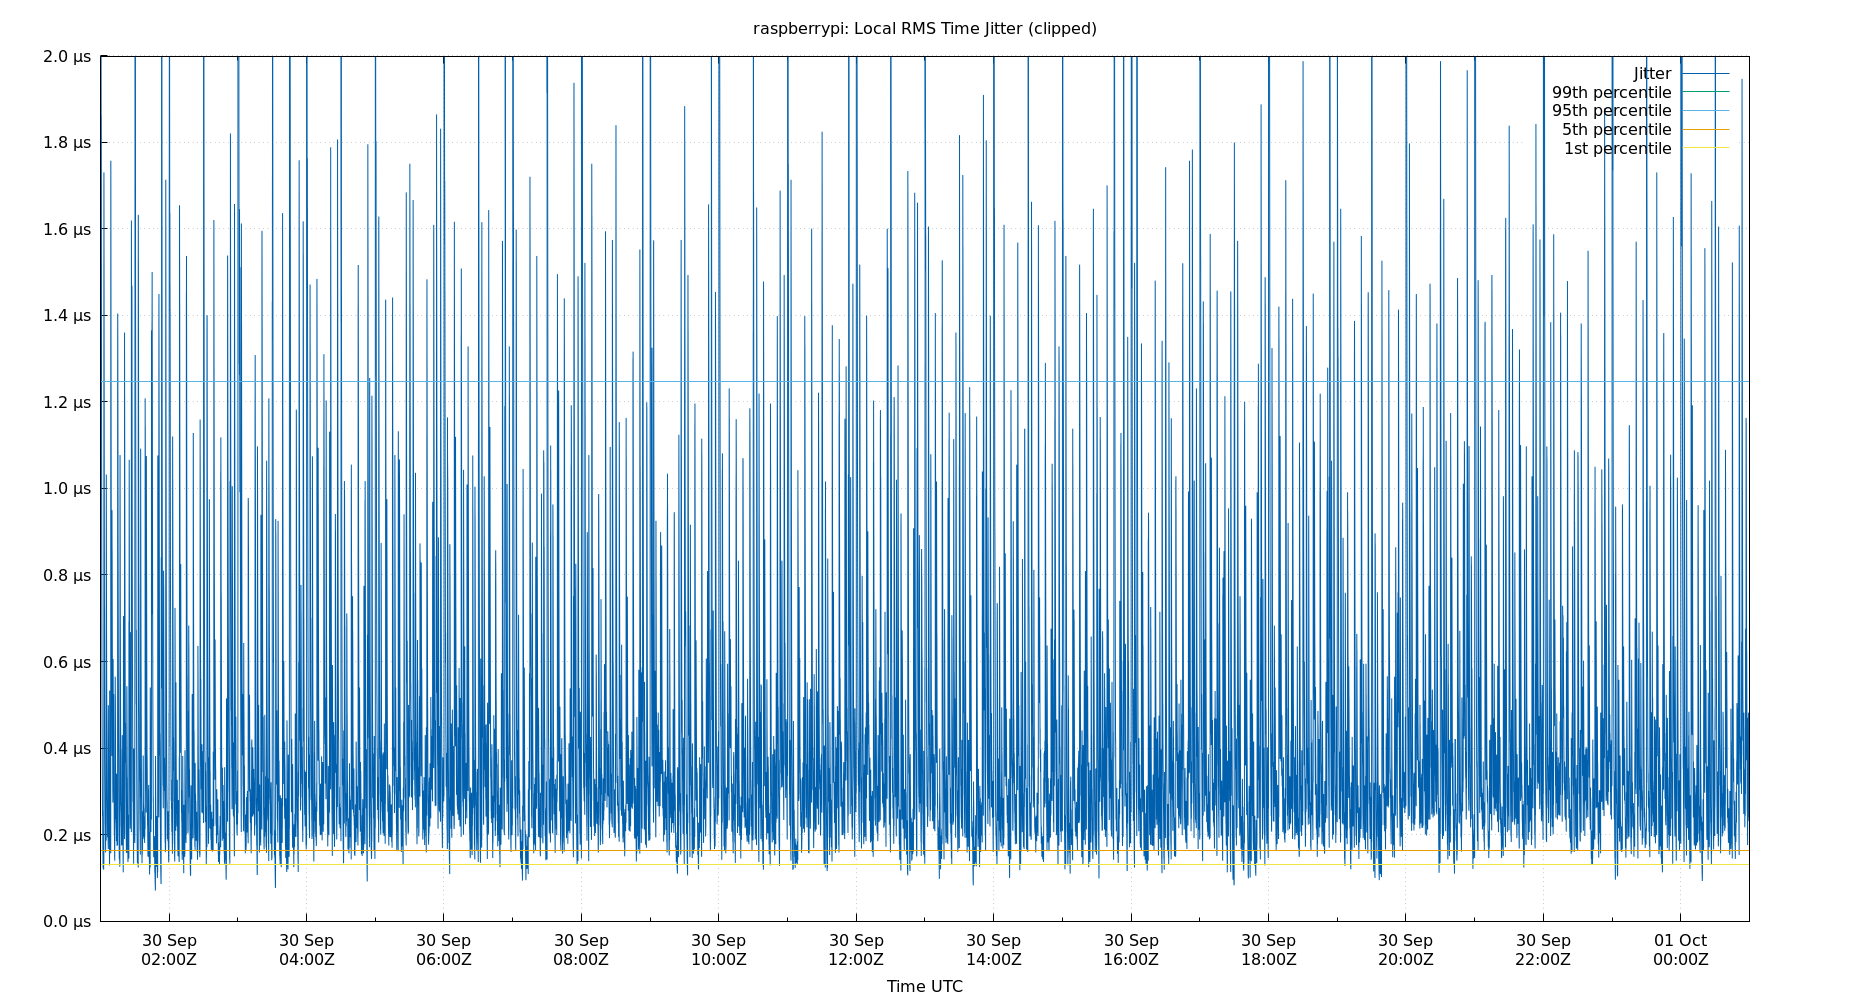 raspberrypi: Local RMS Time Jitter (clipped)
2.0 µs
1.8 µs
1.6 µs
1.4 µs
1.2 µs
1.0 µs
0.8 µs
0.6 µs
0.4 µs
0.2 µs
0.0 µs
Jitter
99th percentile
95th percentile
5th percentile
1st percentile
30 Sep 30 Sep 30 Sep 30 Sep 30 Sep 30 Sep 30 Sep 30 Sep 30 Sep 30 Sep 30 Sep 01 Oct
02:00Z 04:00Z 06:00Z 08:00Z 10:00Z 12:00Z 14:00Z 16:00Z 18:00Z 20:00Z 22:00Z 00:00Z
Time UTC